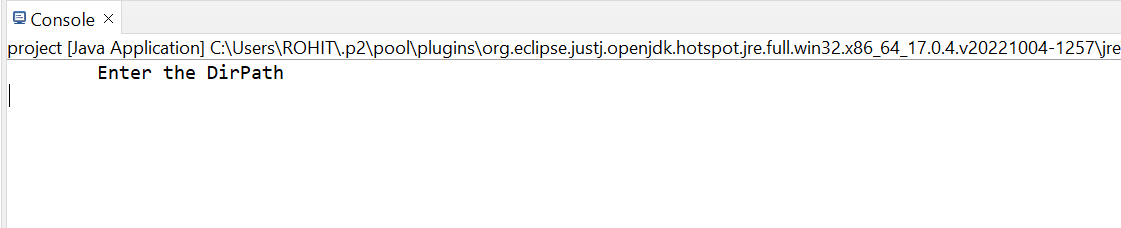 Console
project [Java Application] C:\Users\ROHIT\.p2\pool\plugins\org.eclipse.justj.openjdk.hotspot.jre.full.win32.x86_64_17.0.4.v20221004-1257\jre
Enter the DirPath